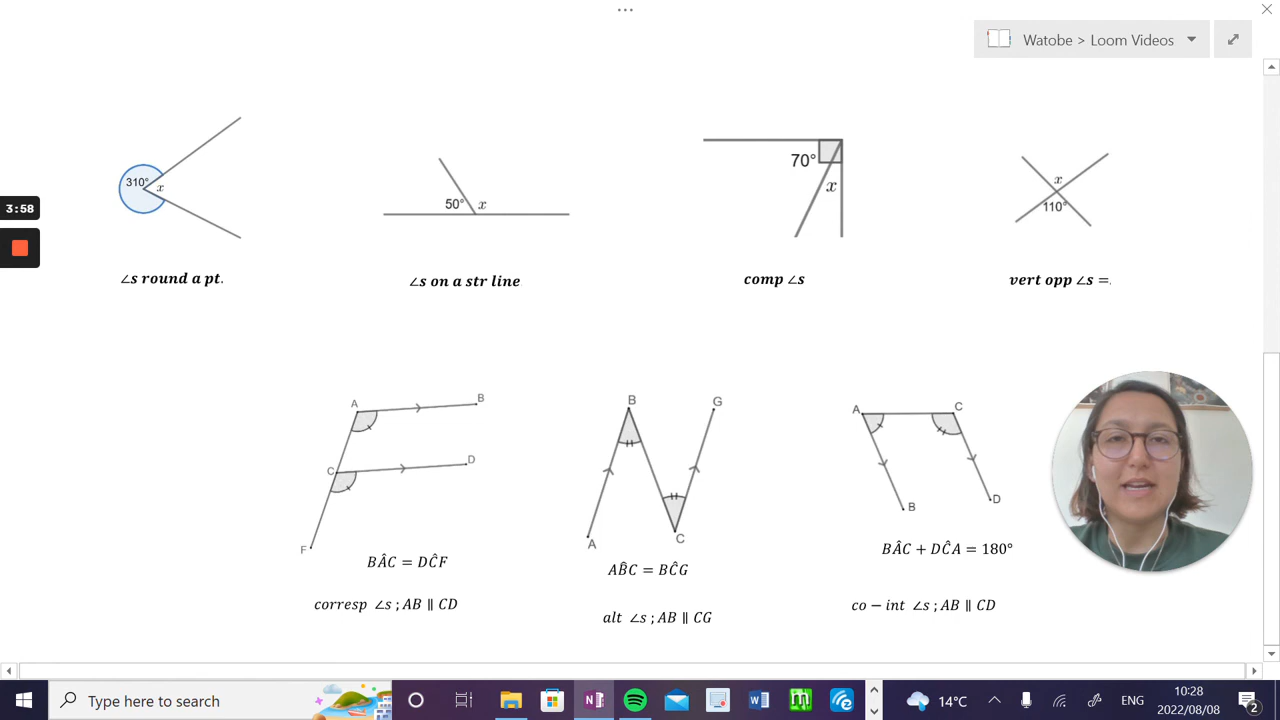 Watobe > Loom Videos
310°
x
50°
x
70°
x
x
110°
3:58
∠s round a pt.
∠s on a str line
comp ∠s
vert opp ∠s =.
A
B
C
D
F
BÂC = DĈF
corresp ∠s ; AB ∥ CD
B
G
A
C
AB̂C = BĈG
alt ∠s ; AB ∥ CG
A
C
B
D
BÂC + DĈA = 180°
co − int ∠s ; AB ∥ CD
Type here to search
14°C
ENG
10:28
2022/08/08
2